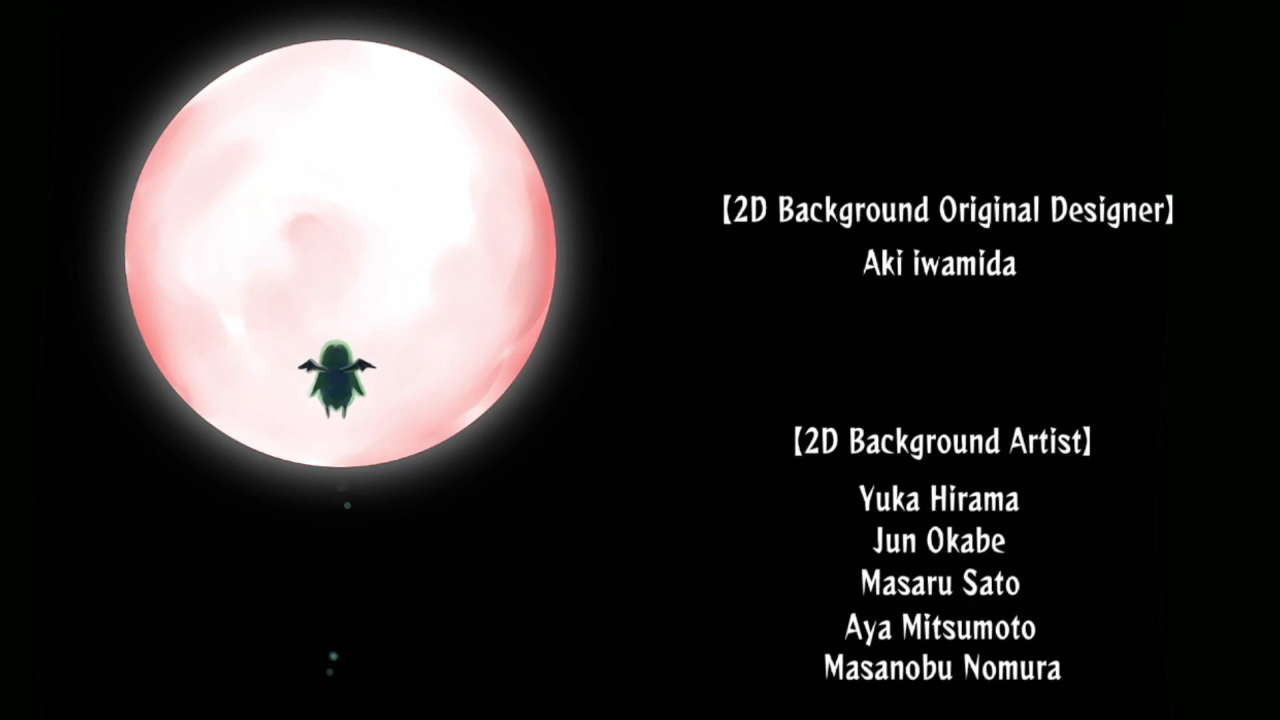 【2D Background Original Designer】
Aki iwamida
【2D Background Artist】
Yuka Hirama
Jun Okabe
Masaru Sato
Aya Mitsumoto
Masanobu Nomura